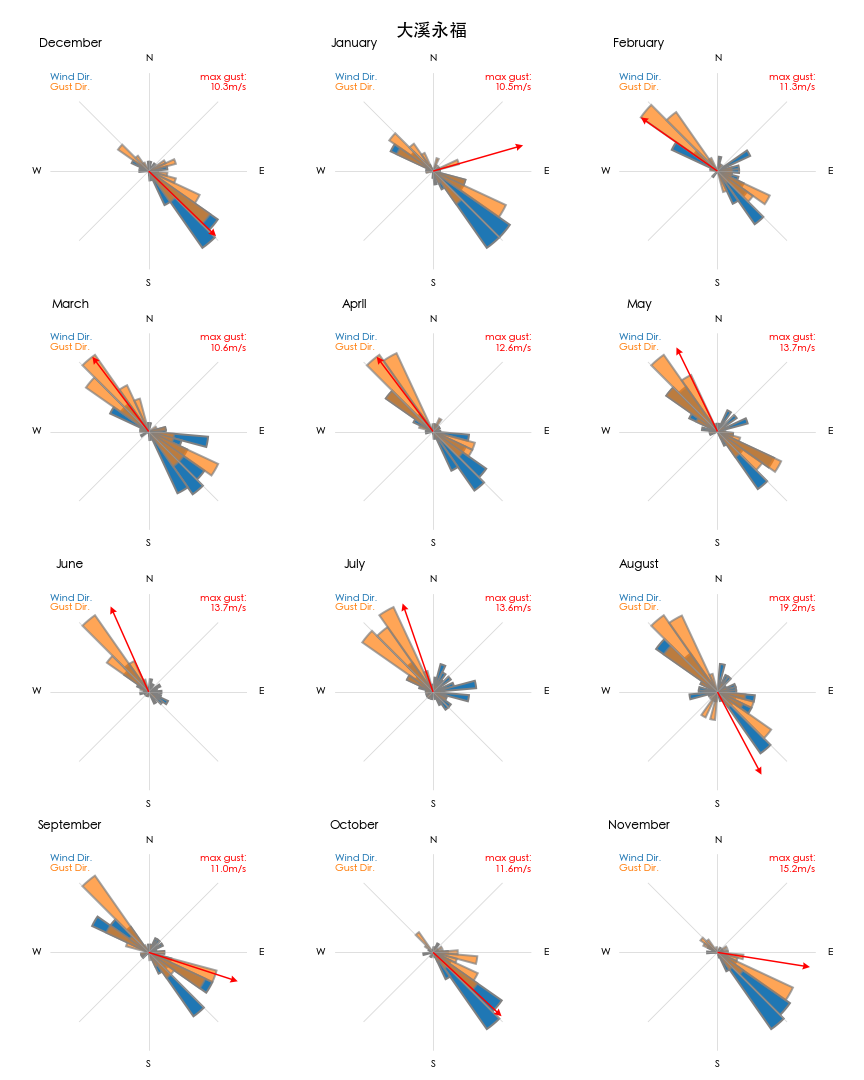 大溪永福
December
January
February
N
N
N
Wind Dir.
Gust Dir.
max gust:
10.3m/s
Wind Dir.
Gust Dir.
max gust:
10.5m/s
Wind Dir.
Gust Dir.
max gust:
11.3m/s
W
E
W
E
W
E
S
S
S
March
April
May
N
N
N
Wind Dir.
Gust Dir.
max gust:
10.6m/s
Wind Dir.
Gust Dir.
max gust:
12.6m/s
Wind Dir.
Gust Dir.
max gust:
13.7m/s
W
E
W
E
W
E
S
S
S
June
July
August
N
N
N
Wind Dir.
Gust Dir.
max gust:
13.7m/s
Wind Dir.
Gust Dir.
max gust:
13.6m/s
Wind Dir.
Gust Dir.
max gust:
19.2m/s
W
E
W
E
W
E
S
S
S
September
October
November
N
N
N
Wind Dir.
Gust Dir.
max gust:
11.0m/s
Wind Dir.
Gust Dir.
max gust:
11.6m/s
Wind Dir.
Gust Dir.
max gust:
15.2m/s
W
E
W
E
W
E
S
S
S